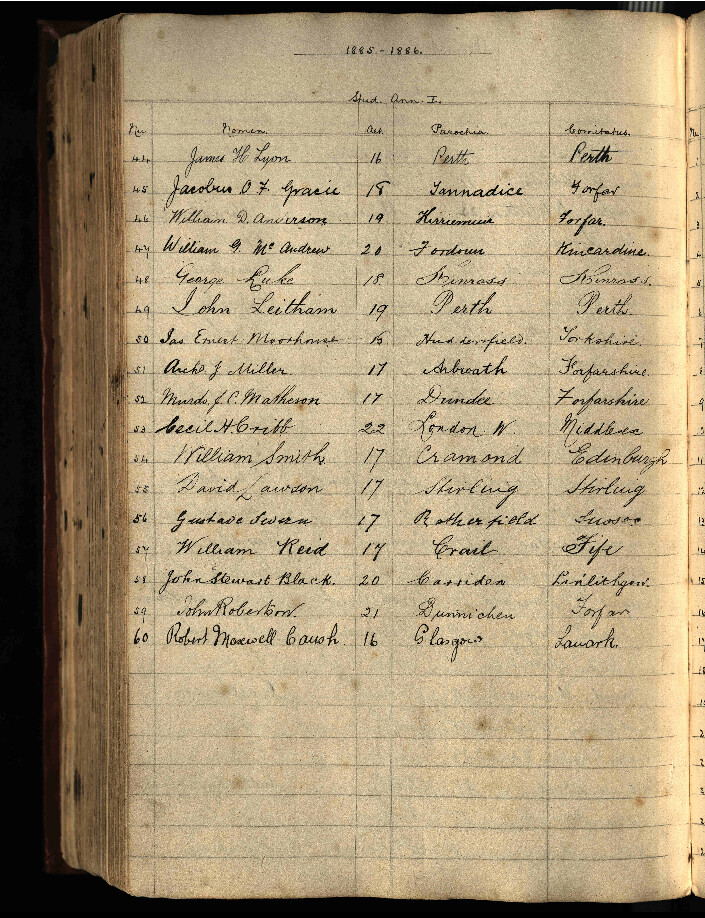 1885-1886.
Stud. Ann. I.
No Nomen. Aet. Parochia. Comitatus.
44 James H. Lyon 16 Perth Perth
45 Jacobus O. F. Gracie 18 Tannadice Forfar
46 William D. Anverson 19 Kirriemuir Forfar.
47 William G. McAndrew 20 Fordoun Kincardine.
48 George Luke 18 Kinross Kinross.
49 John Leitham 19 Perth Perth.
50 Jas Ernest Moorhouse Huddersfield. Yorkshire.
51 Archd J Miller 17 Arbroath Forfarshire.
52 Murdo J. C. Matheson 17 Dundee Forfarshire
53 Cecil H. Cribb 22 London W. Middlesex
54 William Smith 17 Cramond Edinburgh
55 David Lawson 17 Stirling Stirling
56 Gustave Severn 17 Rotherfield Sussex
57 William Reid 17 Crail Fife
58 John Stewart Black. 20 Carriden Linlithgow.
59 John Robertson. 21 Dunnichen Forfar
60 Robert Maxwell 16 Glasgow Lanark.